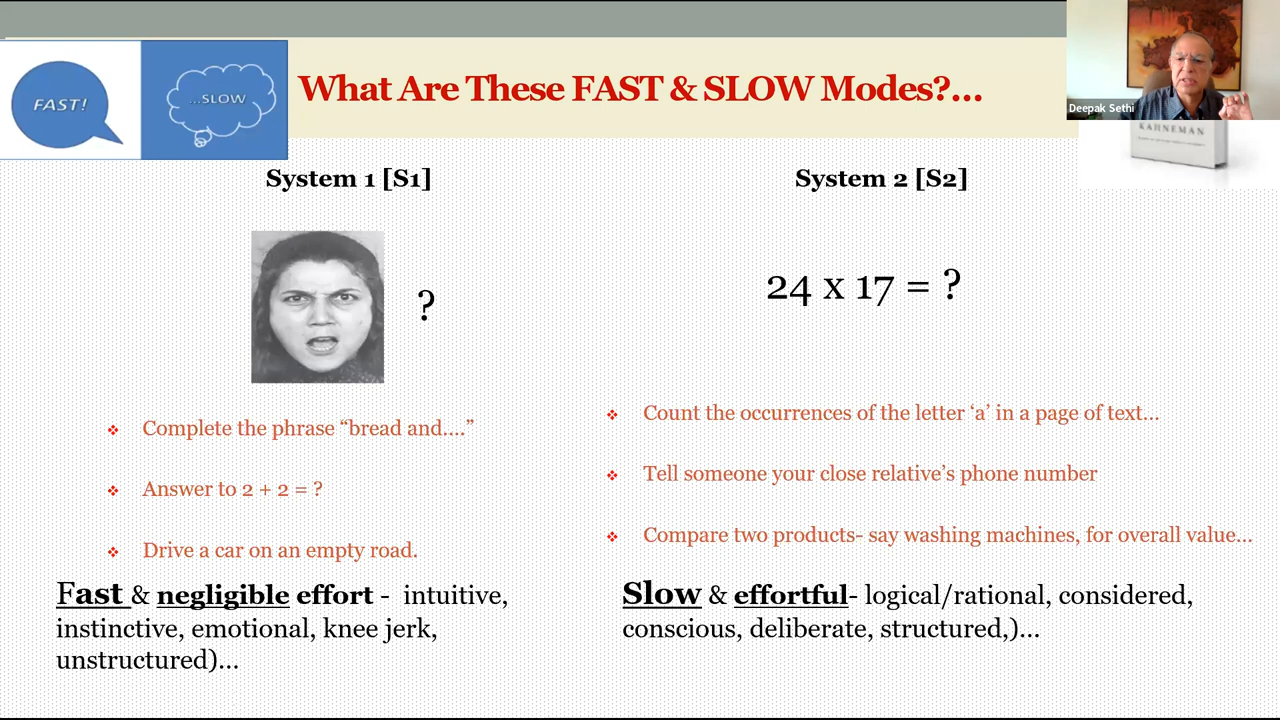 FAST!
...SLOW
What Are These FAST & SLOW Modes?...
Deepak Sethi
KAHNEMAN
System 1 [S1]
System 2 [S2]
?
24 x 17 = ?
❖ Complete the phrase “bread and....”
❖ Answer to 2 + 2 = ?
❖ Drive a car on an empty road.
❖ Count the occurrences of the letter ‘a’ in a page of text...
❖ Tell someone your close relative’s phone number
❖ Compare two products- say washing machines, for overall value...
Fast & negligible effort - intuitive,
instinctive, emotional, knee jerk,
unstructured)...
Slow & effortful- logical/rational, considered,
conscious, deliberate, structured,)...